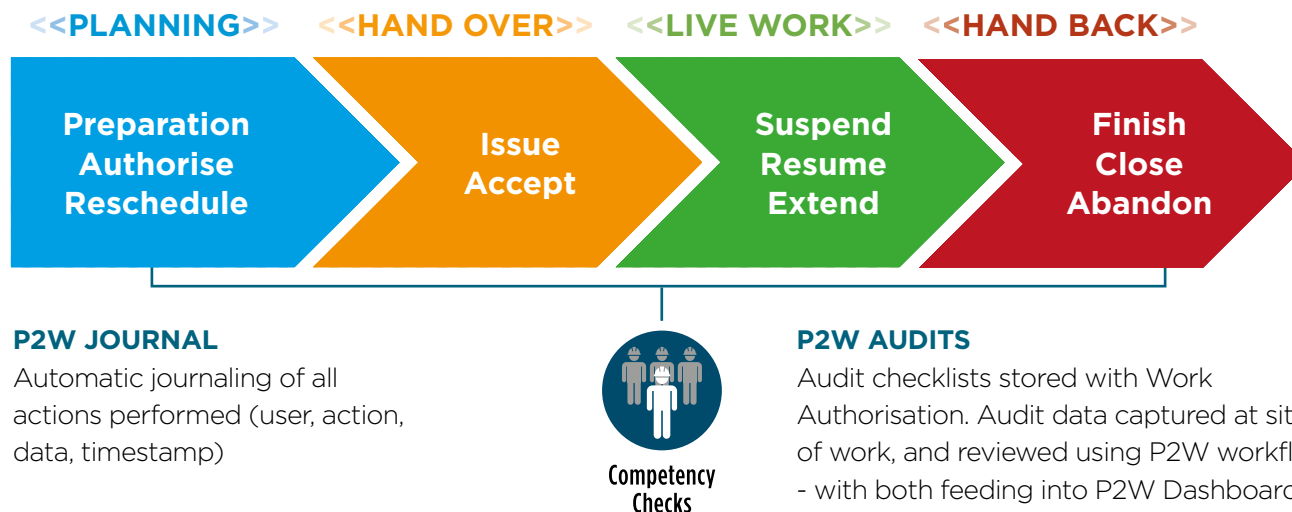 <<PLANNING>> <<HAND OVER>> <<LIVE WORK>> <<HAND BACK>>
Preparation
Authorise
Reschedule
Issue
Accept
Suspend
Resume
Extend
Finish
Close
Abandon
P2W JOURNAL
Automatic journaling of all
actions performed (user, action,
data, timestamp)
Competency
Checks
P2W AUDITS
Audit checklists stored with Work
Authorisation. Audit data captured at sit
of work, and reviewed using P2W workfl
- with both feeding into P2W Dashboard